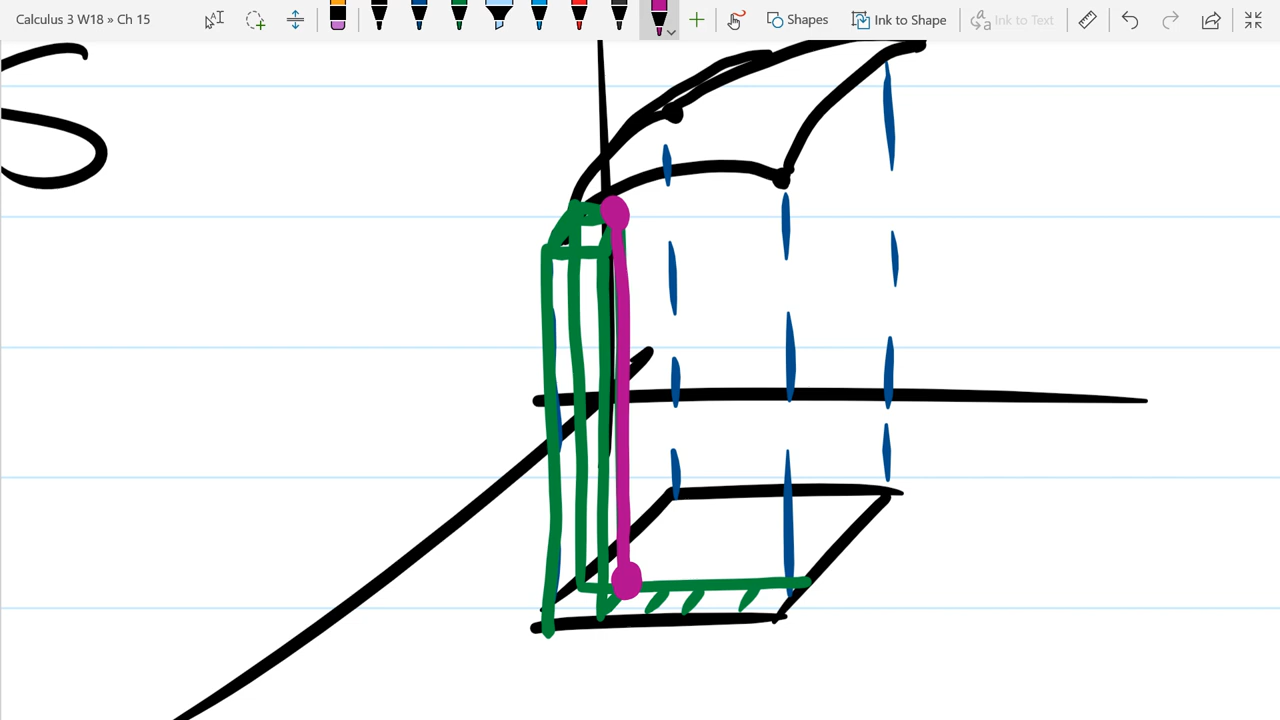 Calculus 3 W18 » Ch 15
Shapes
Ink to Shape
Ink to Text
S